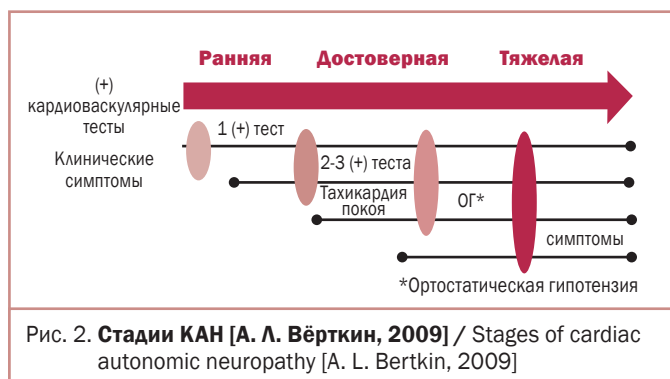 Ранняя Достоверная Тяжелая
(+)
кардиоваскулярные
тесты
1 (+) тест
Клинические
симптомы
2-3 (+) теста
Тахикардия
покоя
ОГ*
симптомы
*Ортостатическая гипотензия
Рис. 2. Стадии КАН [А. Л. Вёрткин, 2009] / Stages of cardiac
autonomic neuropathy [A. L. Bertkin, 2009]